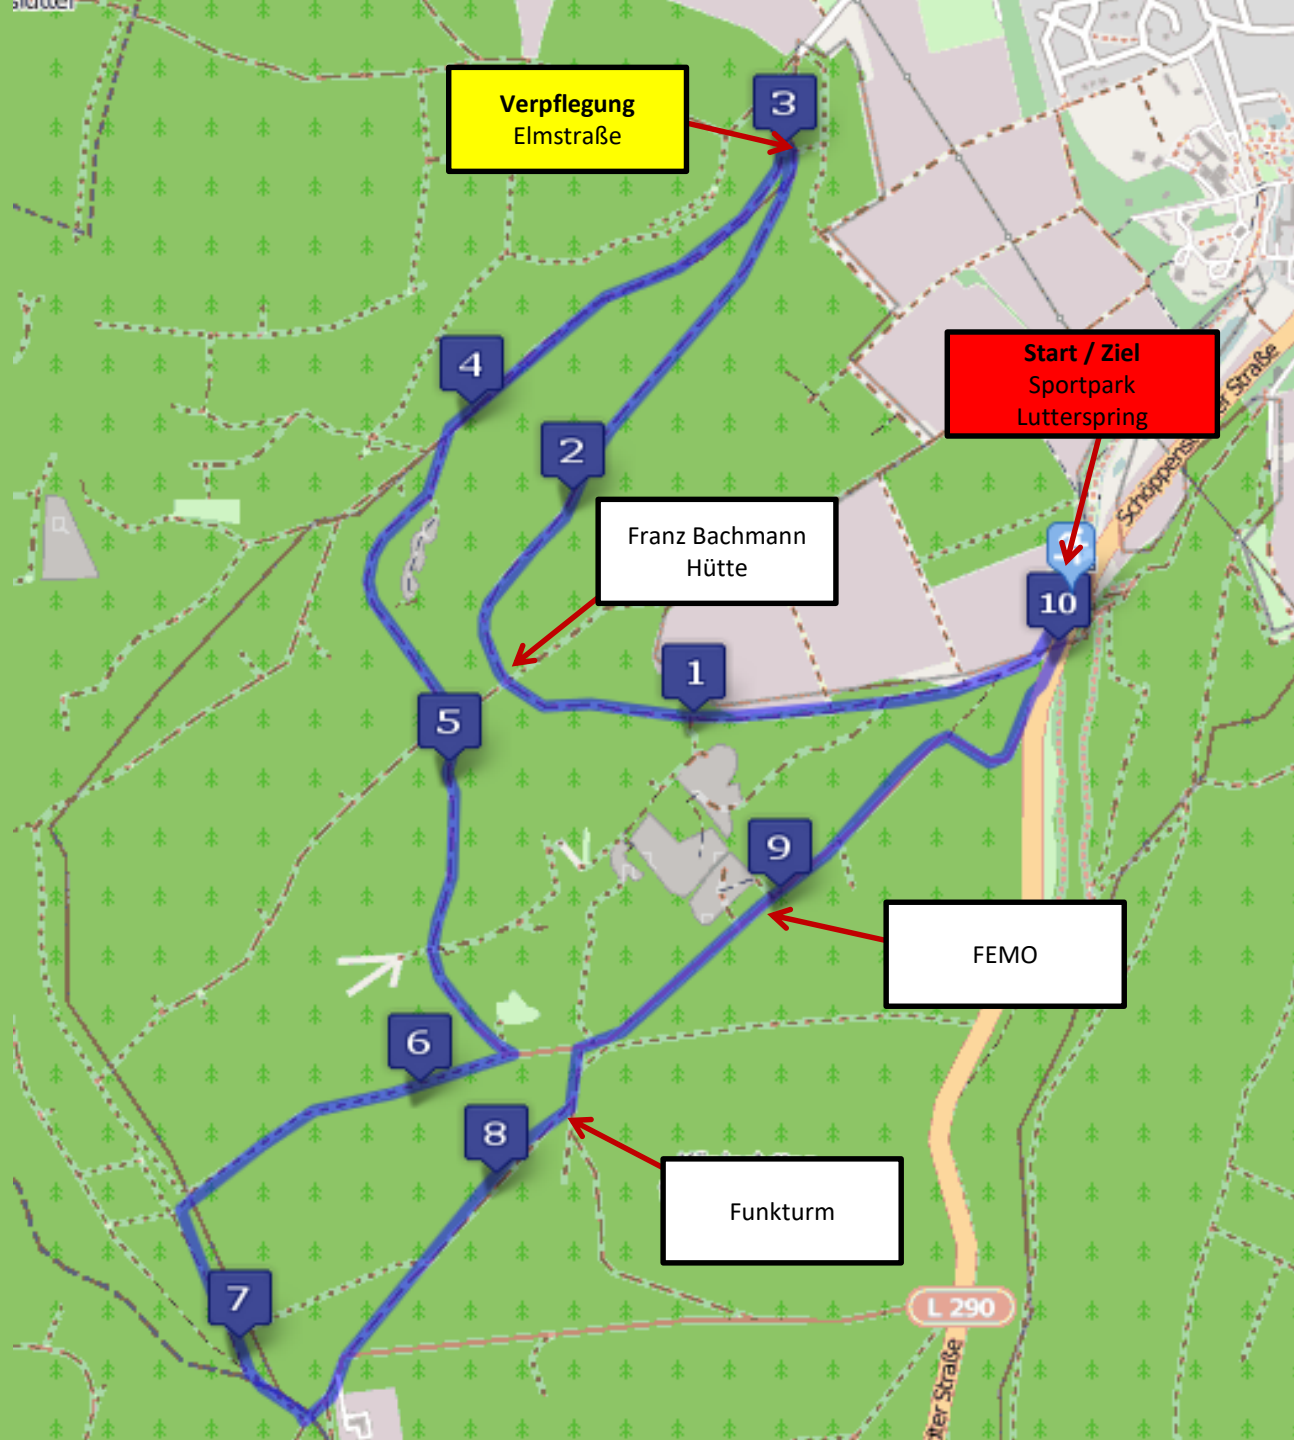 Verpflegung
Elmstraße
3
Start / Ziel
Sportpark
Lutterspring
4
2
Franz Bachmann
Hütte
10
1
5
9
FEMO
6
8
Funkturm
7
L 290